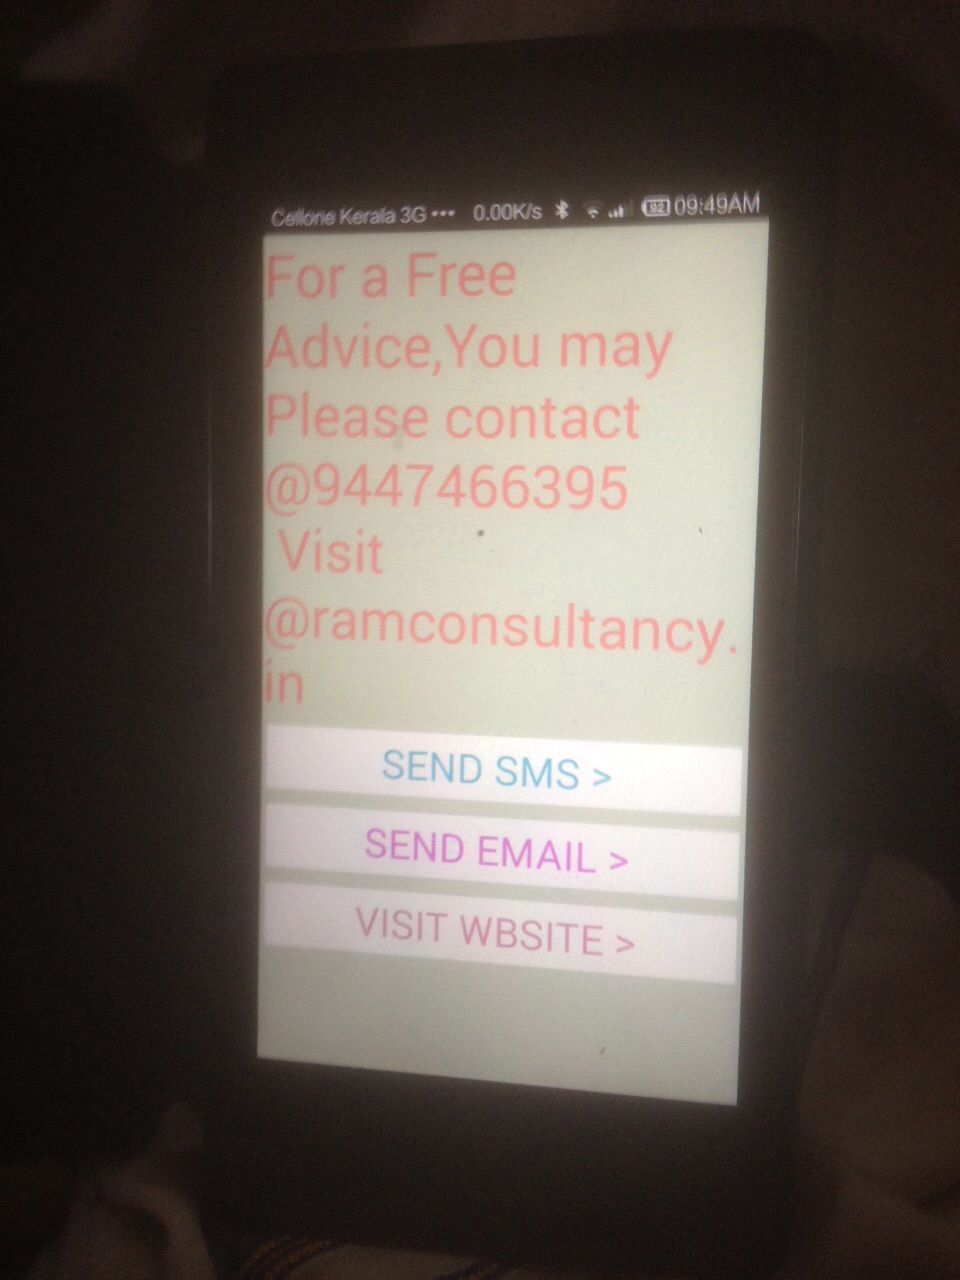 Cellone Kerala 3G ••• 0.00K/s 92 09:49AM
For a Free
Advice,You may
Please contact
@9447466395
Visit
@ramconsultancy.
in
SEND SMS >
SEND EMAIL >
VISIT WBSITE >